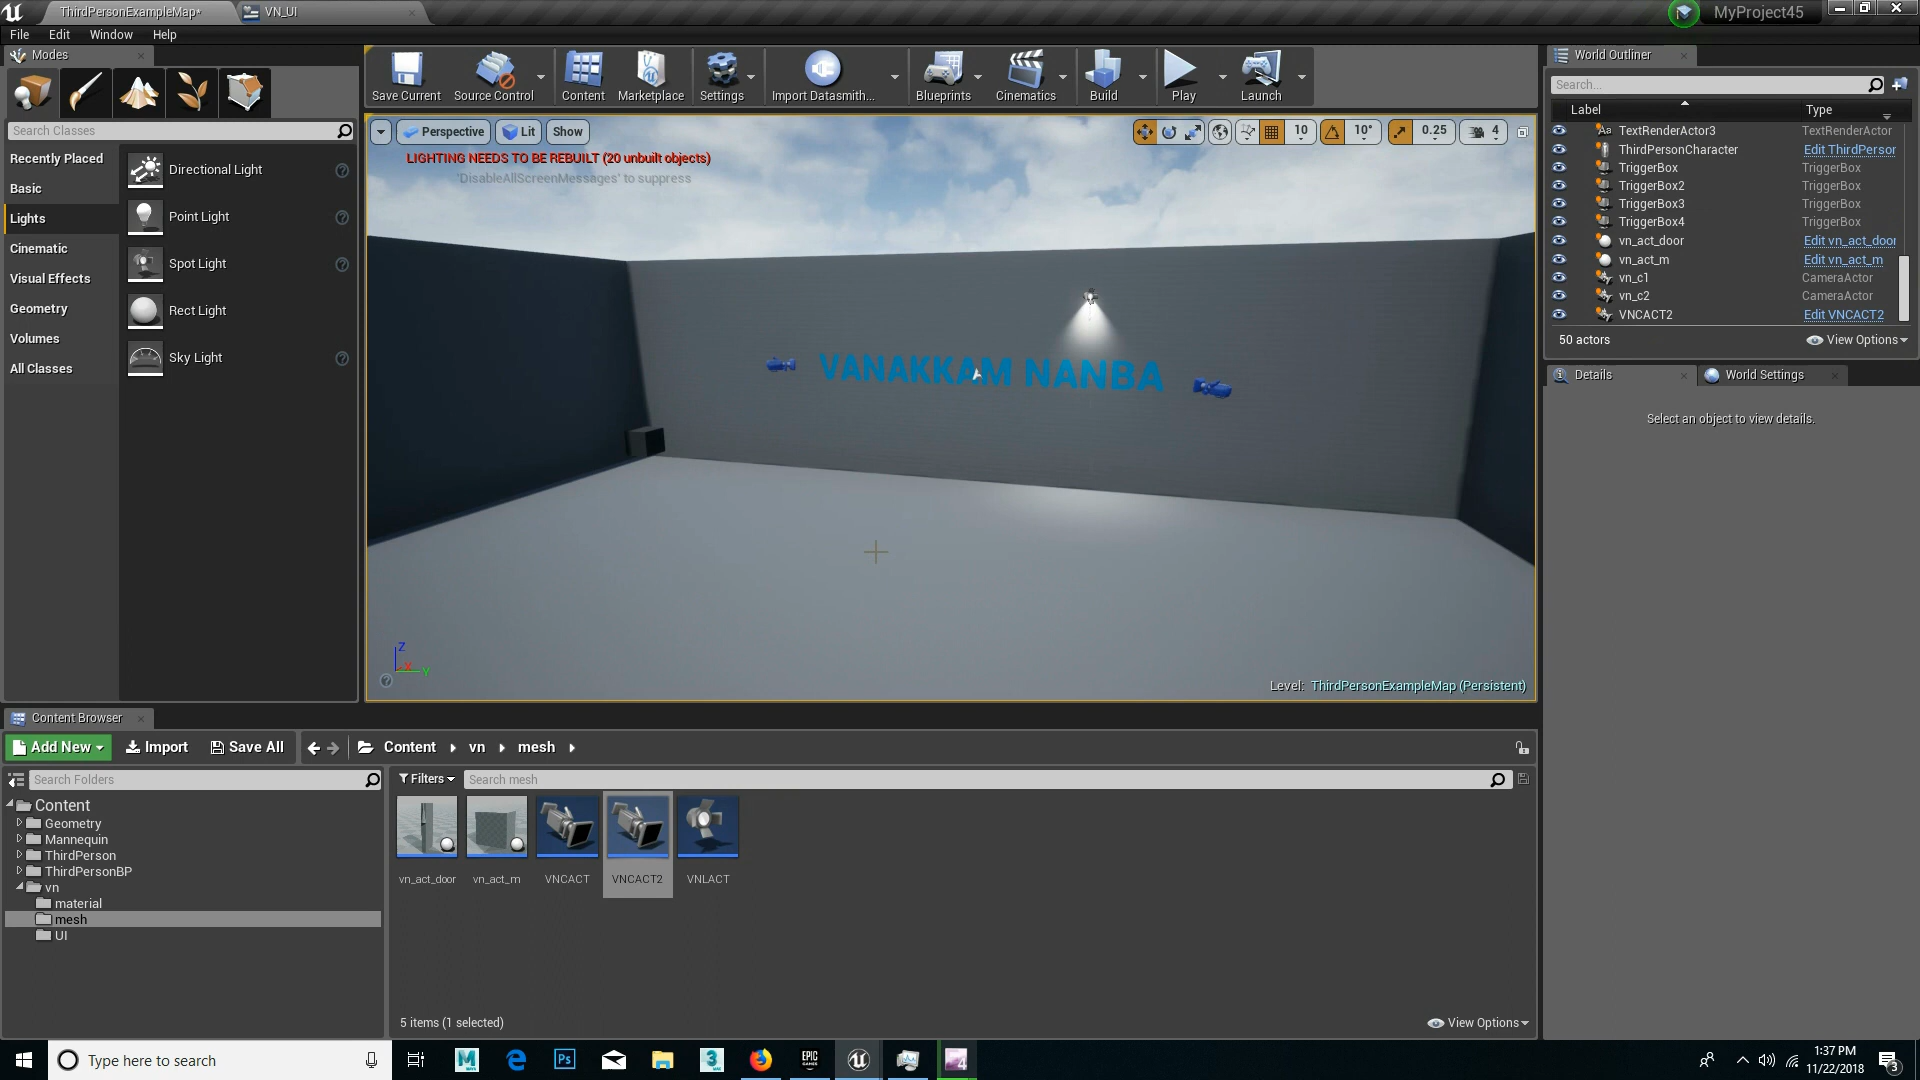 ThirdPersonExampleMap*
VN_UI
MyProject45
File Edit Window Help
Modes
Save Current
Source Control
Content
Marketplace
Settings
Import Datasmith...
Blueprints
Cinematics
Build
Play
Launch
World Outliner
Search...
Label Type
Search Classes
Recently Placed
Basic
Lights
Cinematic
Visual Effects
Geometry
Volumes
All Classes
Directional Light
Point Light
Spot Light
Rect Light
Sky Light
Perspective
Lit
Show
10
10°
0.25
4
LIGHTING NEEDS TO BE REBUILT (20 unbuilt objects)
'DisableAllScreenMessages' to suppress
VANAKKAM NANBA
Z
X
Y
Level: ThirdPersonExampleMap (Persistent)
Aa TextRenderActor3 TextRenderActor
ThirdPersonCharacter Edit ThirdPerson
TriggerBox TriggerBox
TriggerBox2 TriggerBox
TriggerBox3 TriggerBox
TriggerBox4 TriggerBox
vn_act_door Edit vn_act_door
vn_act_m Edit vn_act_m
vn_c1 CameraActor
vn_c2 CameraActor
VNCACT2 Edit VNCACT2
50 actors
View Options
Details
World Settings
Select an object to view details.
Content Browser
Add New
Import
Save All
Content
vn
mesh
Search Folders
Filters
Search mesh
Content
Geometry
Mannequin
ThirdPerson
ThirdPersonBP
vn
material
mesh
UI
vn_act_door
vn_act_m
VNCACT
VNCACT2
VNLACT
5 items (1 selected)
View Options
Type here to search
M
Ps
3
EPIC
GAMES
4
1:37 PM
11/22/2018
3